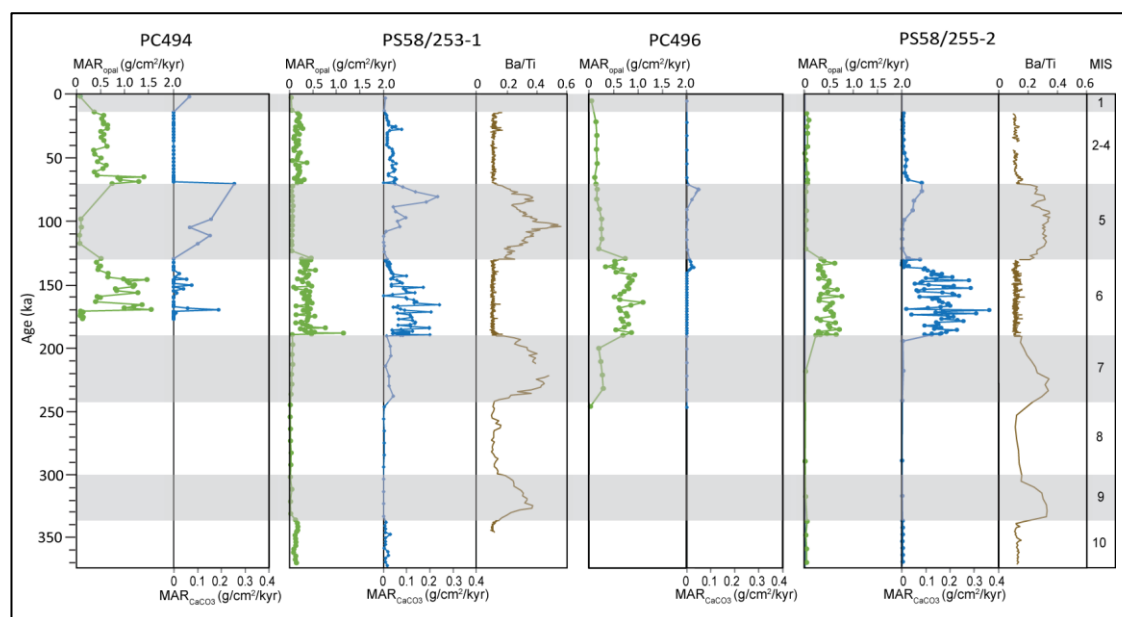 PC494 PS58/253-1 PC496 PS58/255-2
MARopal (g/cm²/kyr) MARopal (g/cm²/kyr) Ba/Ti MARopal (g/cm²/kyr) MARopal (g/cm²/kyr) Ba/Ti MIS
0 0.5 1.0 1.5 2.0 0 0.5 1.0 1.5 2.0 0.2 0.4 0.6 0 0.5 1.0 1.5 2.0 0 0.5 1.0 1.5 2.0 0.2 0.4 0.6
0
1
2-4
50
5
100
150
6
Age (ka)
200
7
250
8
300
9
350
10
0 0.1 0.2 0.3 0.4 0 0.1 0.2 0.3 0.4 0 0.1 0.2 0.3 0.4 0 0.1 0.2 0.3 0.4
MARCaCO3 (g/cm²/kyr) MARCaCO3 (g/cm²/kyr) MARCaCO3 (g/cm²/kyr) MARCaCO3 (g/cm²/kyr)